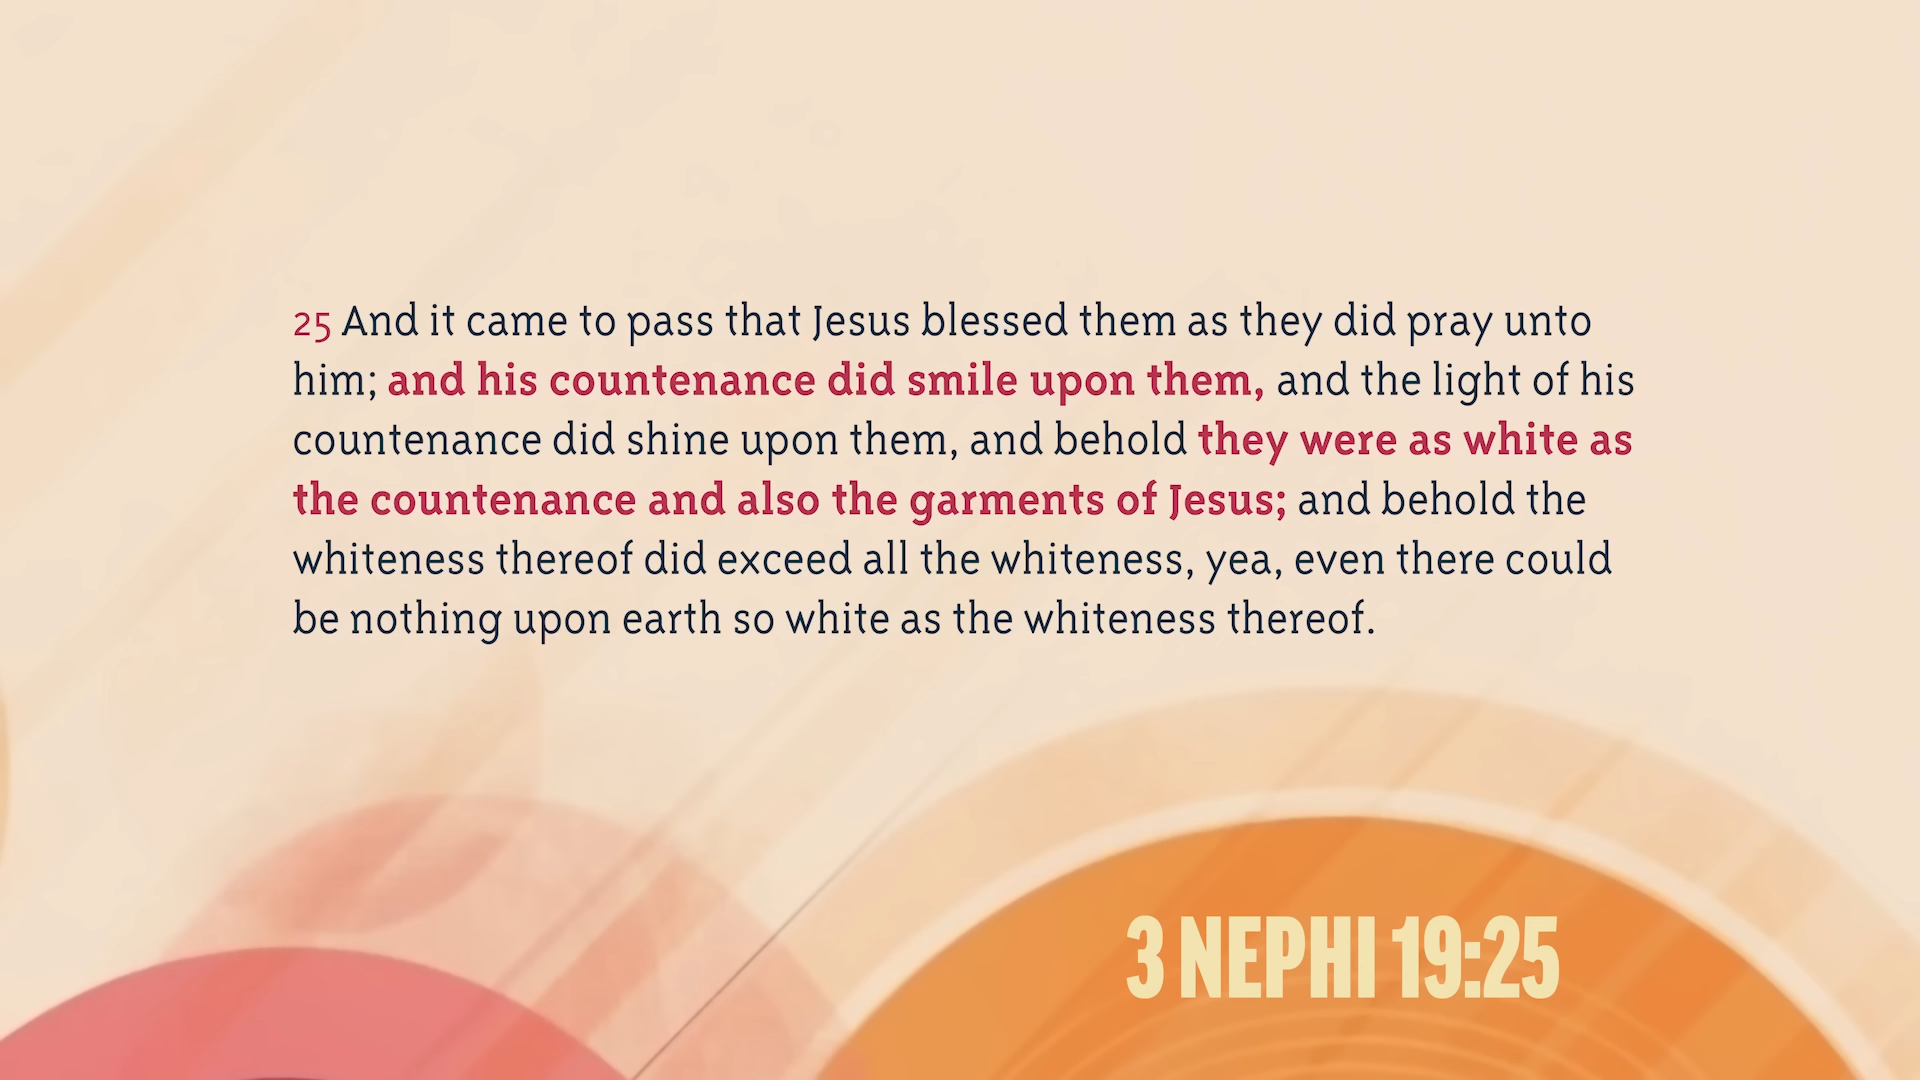 25 And it came to pass that Jesus blessed them as they did pray unto
him; and his countenance did smile upon them, and the light of his
countenance did shine upon them, and behold they were as white as
the countenance and also the garments of Jesus; and behold the
whiteness thereof did exceed all the whiteness, yea, even there could
be nothing upon earth so white as the whiteness thereof.
3 NEPHI 19:25